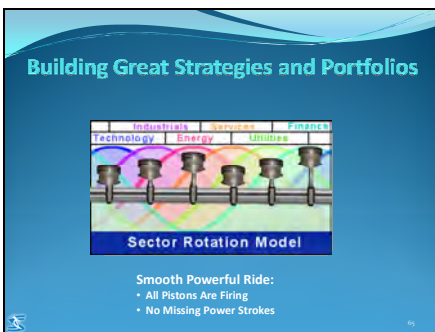 Building Great Strategies and Portfolios
Industrials Services Finance
Technology Energy Utilities
Sector Rotation Model
Smooth Powerful Ride:
• All Pistons Are Firing
• No Missing Power Strokes
65